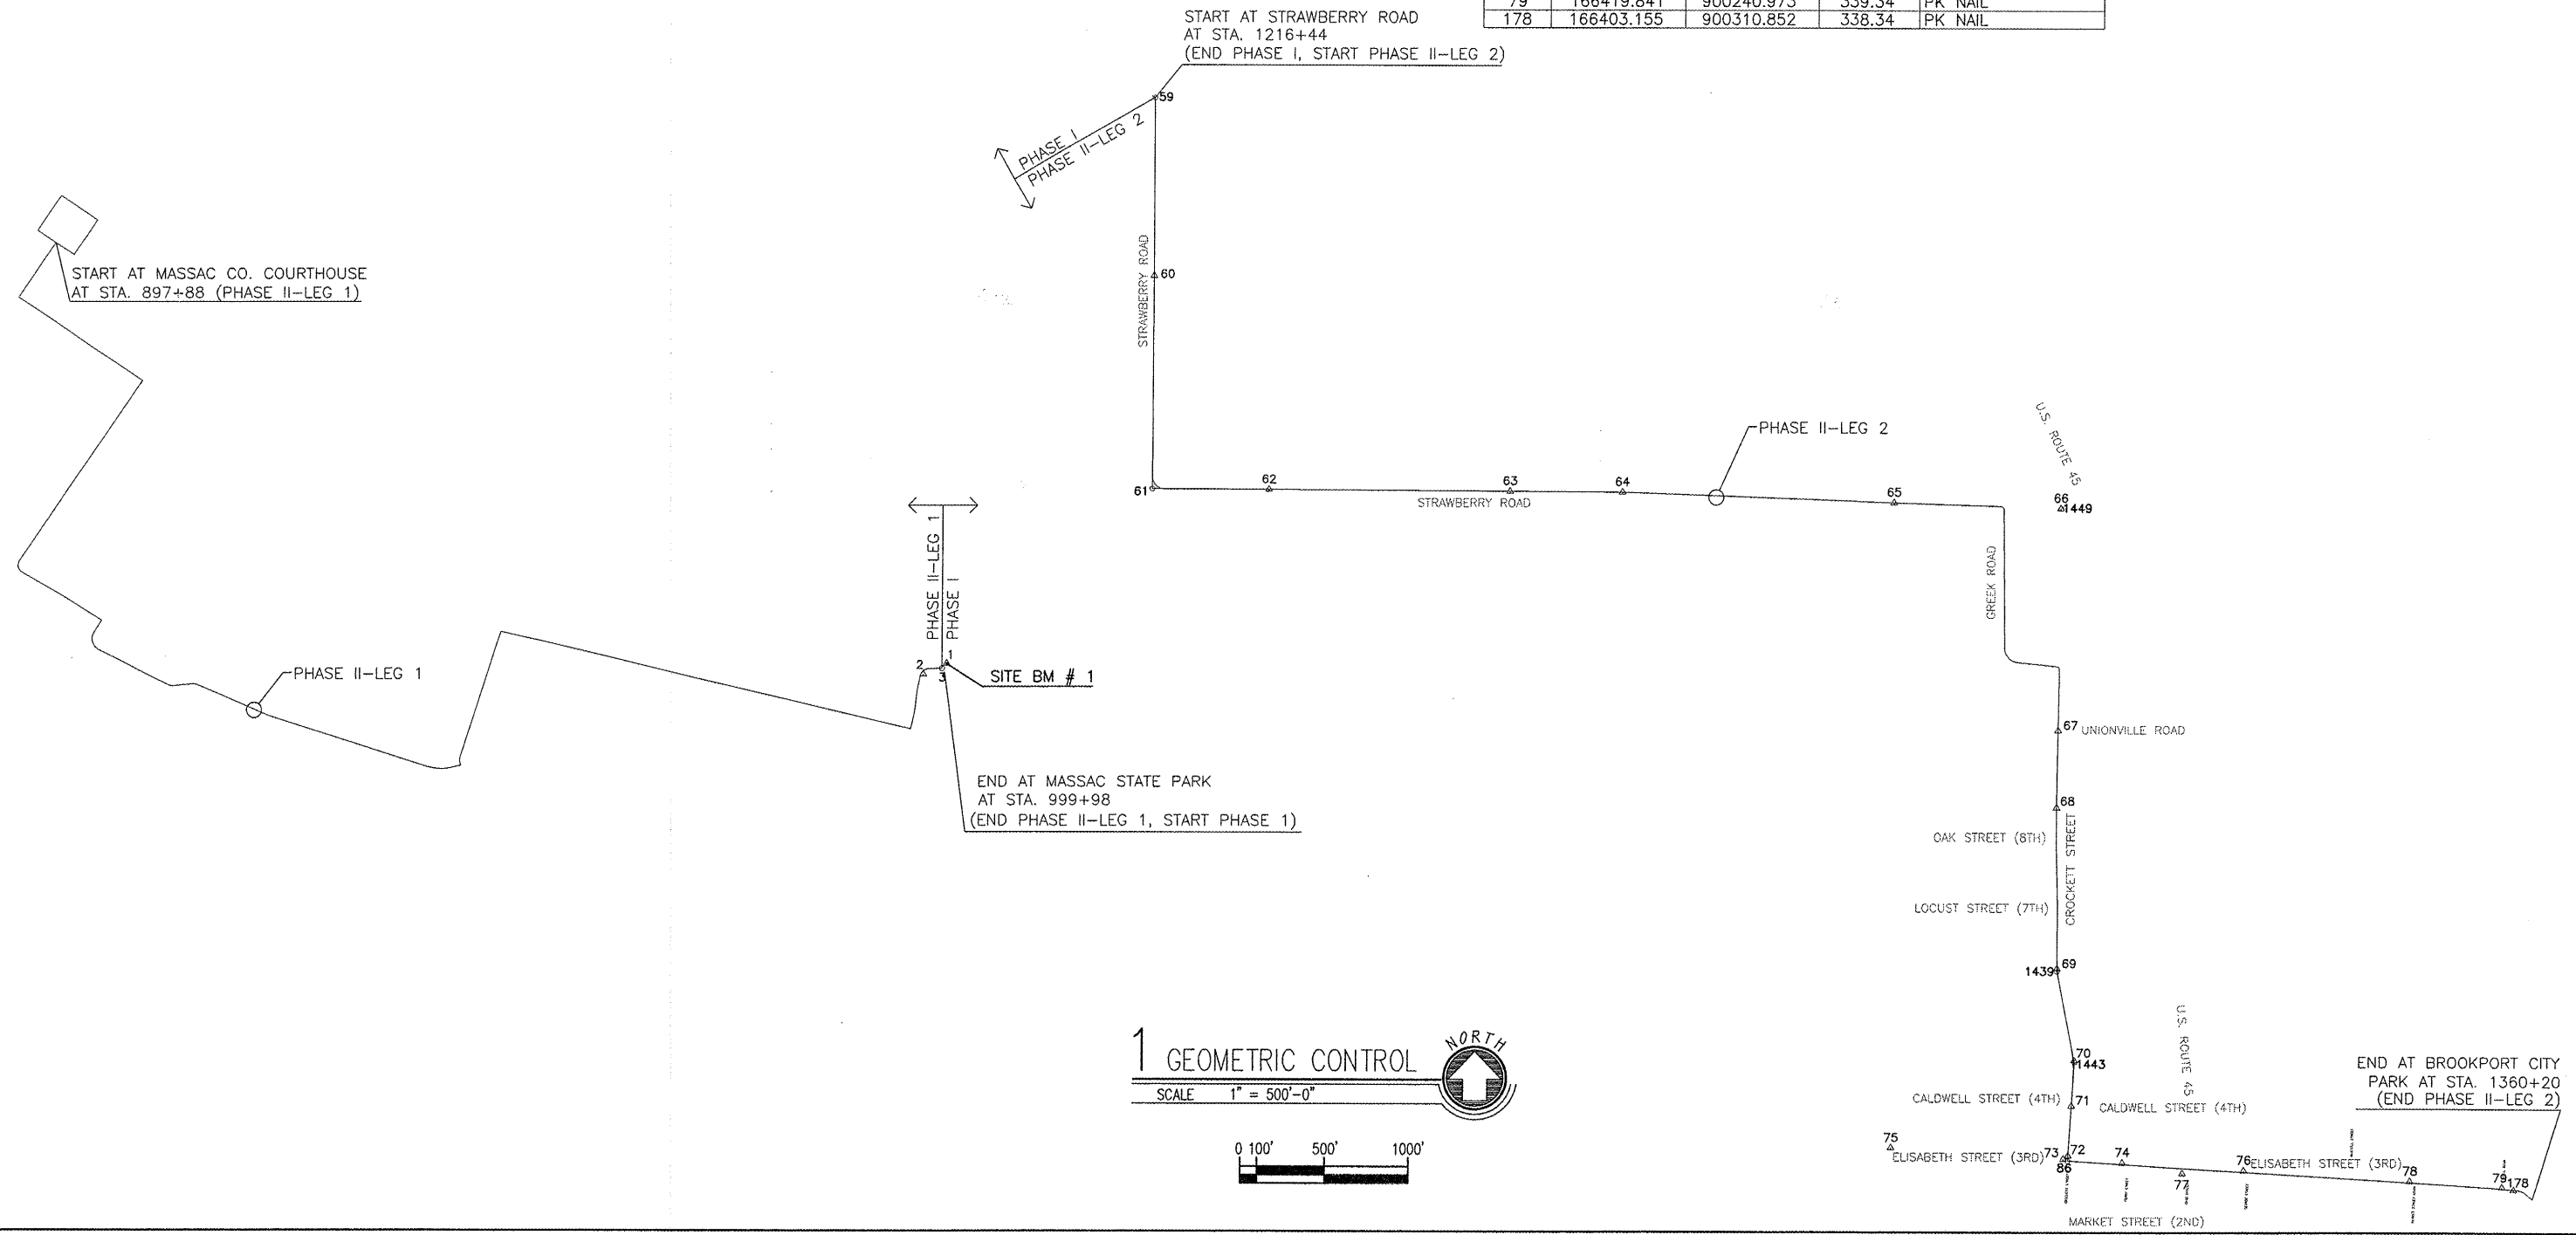 79 166419.841 900240.973 339.34 PK NAIL
178 166403.155 900310.852 338.34 PK NAIL
START AT STRAWBERRY ROAD
AT STA. 1216+44
(END PHASE I, START PHASE II-LEG 2)
59
PHASE I
PHASE II-LEG 2
STRAWBERRY ROAD
60
START AT MASSAC CO. COURTHOUSE
AT STA. 897+88 (PHASE II-LEG 1)
PHASE II-LEG 2
U.S. ROUTE 45
61
62
63
64
65
66
1449
STRAWBERRY ROAD
PHASE II-LEG 1
PHASE I
GREEK ROAD
PHASE II-LEG 1
2
1
3
SITE BM # 1
67 UNIONVILLE ROAD
END AT MASSAC STATE PARK
AT STA. 999+98
(END PHASE II-LEG 1, START PHASE 1)
68
OAK STREET (8TH)
CROCKETT STREET
LOCUST STREET (7TH)
1439 69
1 GEOMETRIC CONTROL
NORTH
SCALE 1" = 500'-0"
0 100' 500' 1000'
70
1443
U.S. ROUTE 45
END AT BROOKPORT CITY
PARK AT STA. 1360+20
(END PHASE II-LEG 2)
CALDWELL STREET (4TH)
71
CALDWELL STREET (4TH)
75
ELISABETH STREET (3RD)
73
72
86
74
77
76
ELISABETH STREET (3RD)
78
79
178
MARKET STREET (2ND)